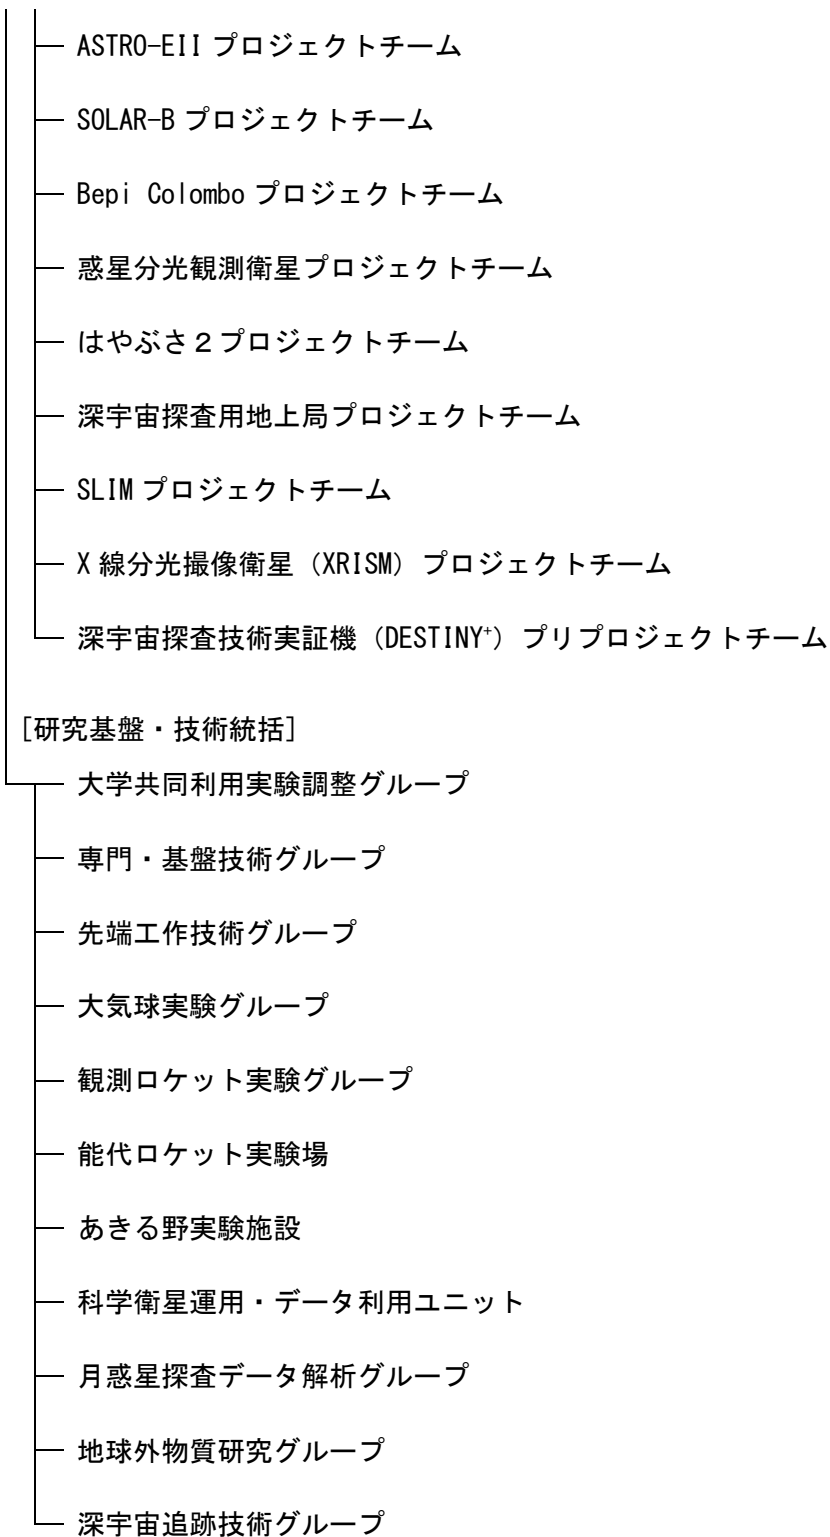 ASTRO-EII プロジェクトチーム
SOLAR-B プロジェクトチーム
Bepi Colombo プロジェクトチーム
惑星分光観測衛星プロジェクトチーム
はやぶさ２プロジェクトチーム
深宇宙探査用地上局プロジェクトチーム
SLIM プロジェクトチーム
X 線分光撮像衛星（XRISM）プロジェクトチーム
深宇宙探査技術実証機（DESTINY⁺）プリプロジェクトチーム
［研究基盤・技術統括］
大学共同利用実験調整グループ
専門・基盤技術グループ
先端工作技術グループ
大気球実験グループ
観測ロケット実験グループ
能代ロケット実験場
あきる野実験施設
科学衛星運用・データ利用ユニット
月惑星探査データ解析グループ
地球外物質研究グループ
深宇宙追跡技術グループ